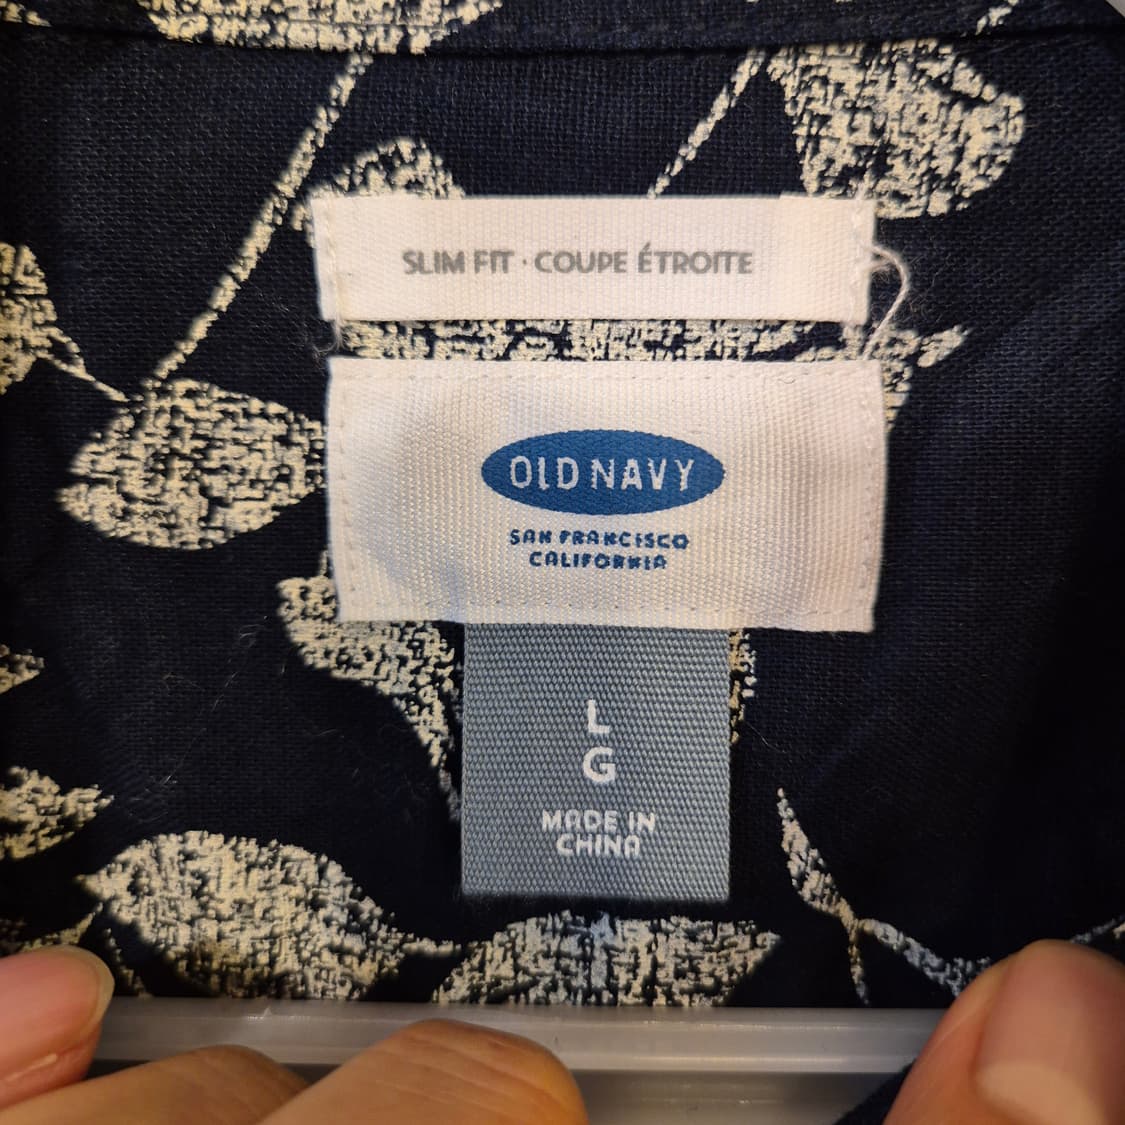 SLIM FIT · COUPE ÉTROITE
OLD NAVY
SAN FRANCISCO
CALIFORNIA
L
G
MADE IN
CHINA